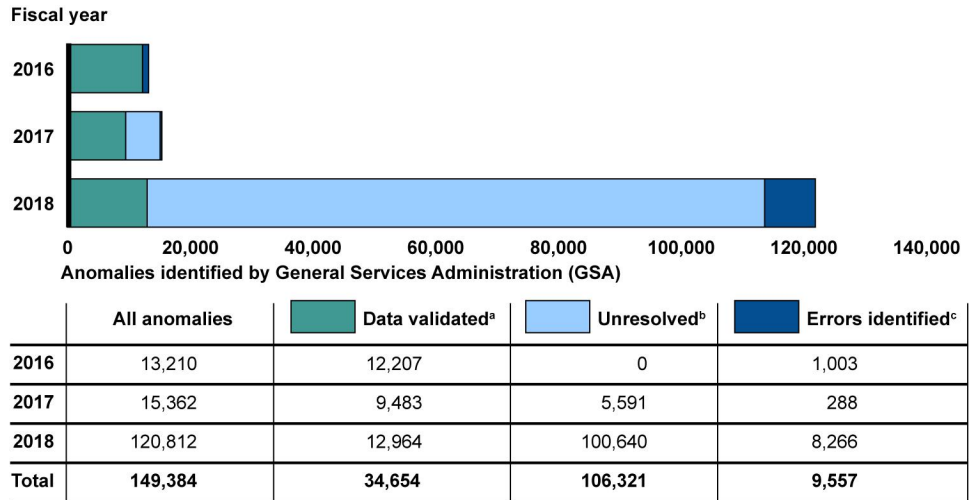 Fiscal year
2016
2017
2018
0 20,000 40,000 60,000 80,000 100,000 120,000 140,000
Anomalies identified by General Services Administration (GSA)
All anomalies Data validatedᵃ Unresolvedᵇ Errors identifiedᶜ
2016 13,210 12,207 0 1,003
2017 15,362 9,483 5,591 288
2018 120,812 12,964 100,640 8,266
Total 149,384 34,654 106,321 9,557